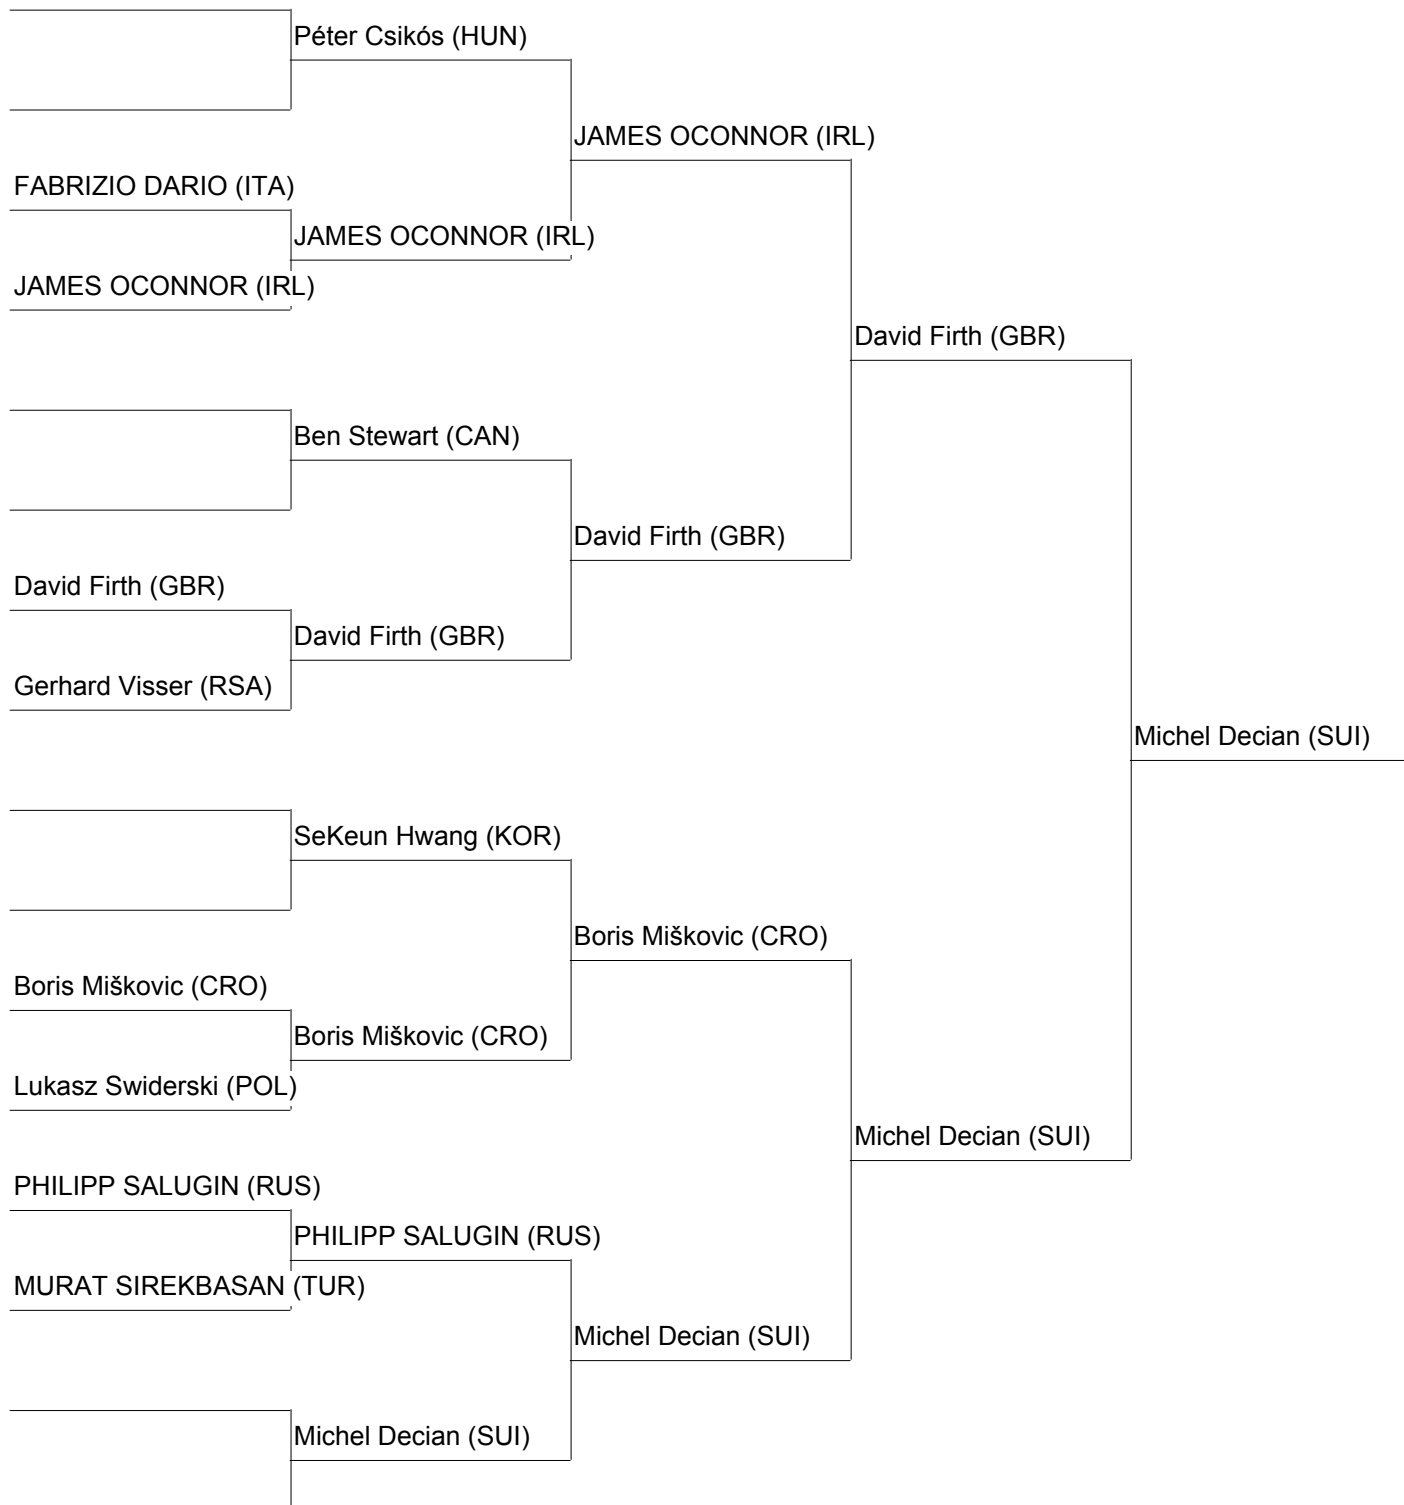 Péter Csikós (HUN)
JAMES OCONNOR (IRL)
FABRIZIO DARIO (ITA)
JAMES OCONNOR (IRL)
JAMES OCONNOR (IRL)
David Firth (GBR)
Ben Stewart (CAN)
David Firth (GBR)
David Firth (GBR)
David Firth (GBR)
Gerhard Visser (RSA)
Michel Decian (SUI)
SeKeun Hwang (KOR)
Boris Miškovic (CRO)
Boris Miškovic (CRO)
Boris Miškovic (CRO)
Lukasz Swiderski (POL)
Michel Decian (SUI)
PHILIPP SALUGIN (RUS)
PHILIPP SALUGIN (RUS)
MURAT SIREKBASAN (TUR)
Michel Decian (SUI)
Michel Decian (SUI)